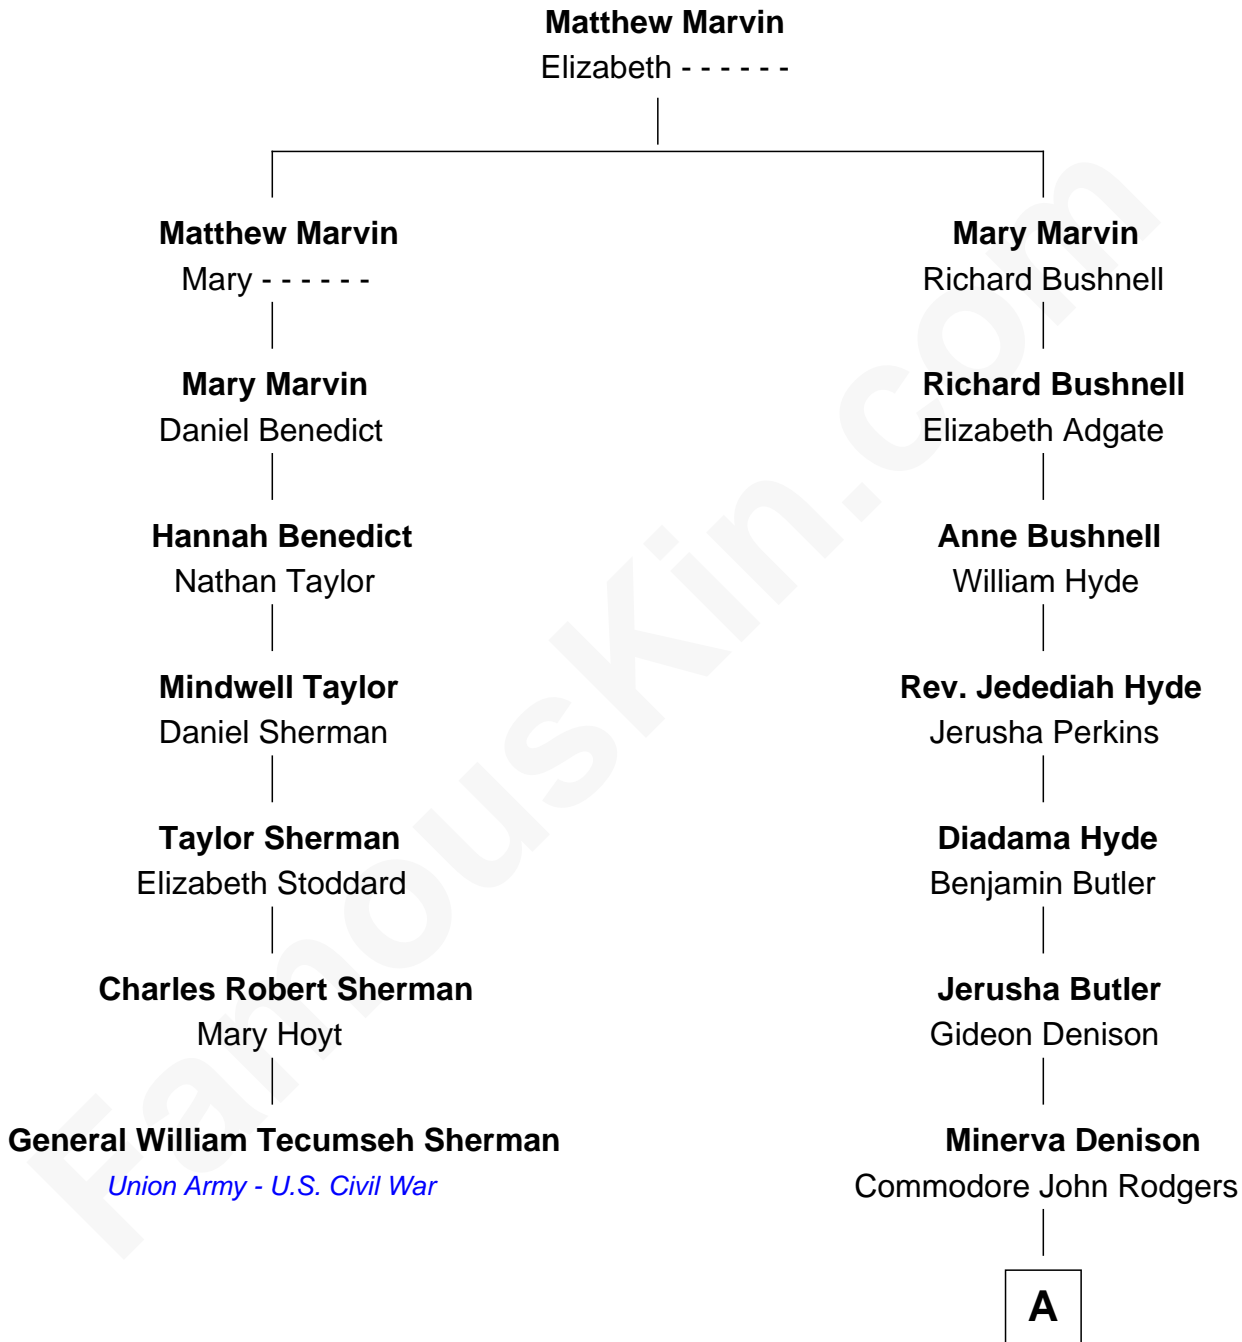 Matthew Marvin
Elizabeth - - - - - -
Matthew Marvin
Mary - - - - - -
Mary Marvin
Richard Bushnell
Mary Marvin
Daniel Benedict
Richard Bushnell
Elizabeth Adgate
Hannah Benedict
Nathan Taylor
Anne Bushnell
William Hyde
Mindwell Taylor
Daniel Sherman
Rev. Jedediah Hyde
Jerusha Perkins
Taylor Sherman
Elizabeth Stoddard
Diadama Hyde
Benjamin Butler
Charles Robert Sherman
Mary Hoyt
Jerusha Butler
Gideon Denison
General William Tecumseh Sherman
Union Army - U.S. Civil War
Minerva Denison
Commodore John Rodgers
A
FamousKin.com